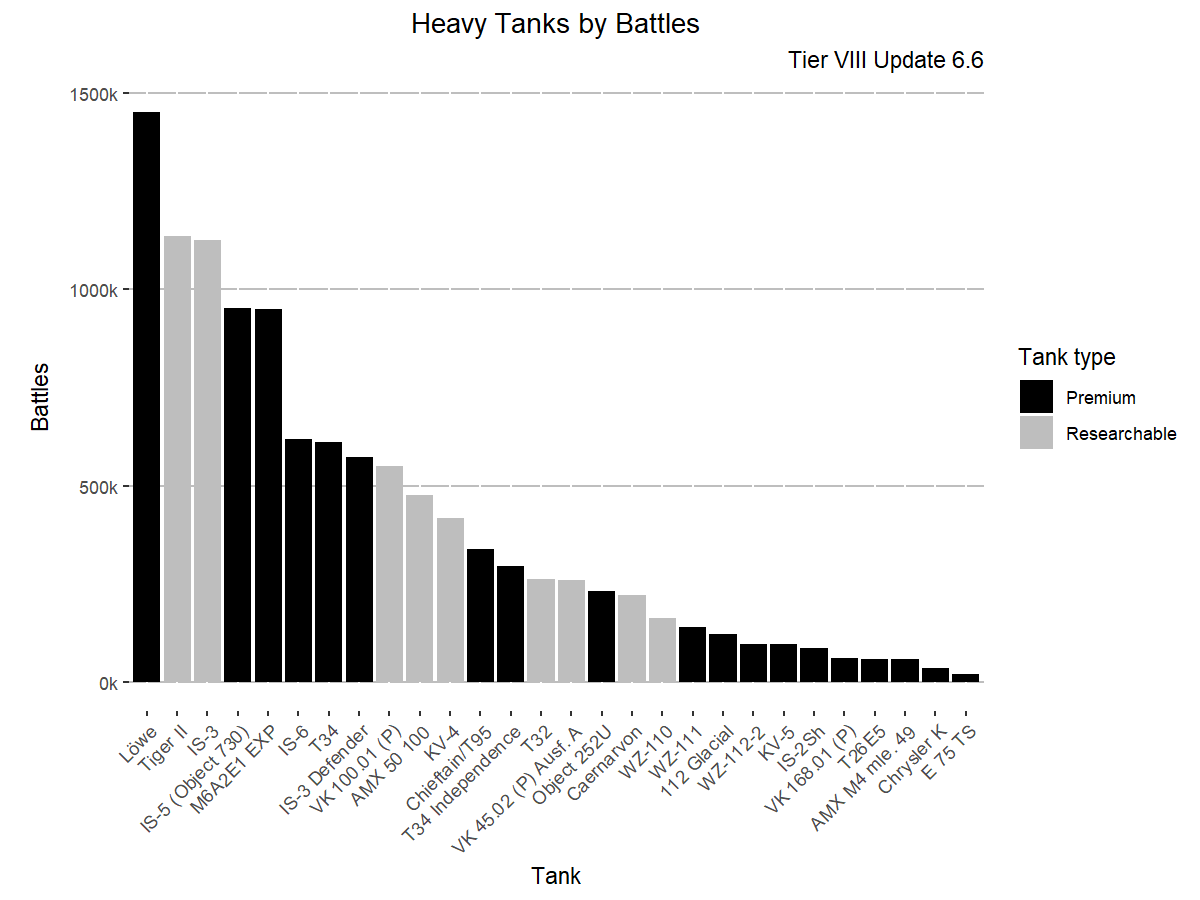 Heavy Tanks by Battles
Tier VIII Update 6.6
1500k
1000k
500k
0k
Battles
Löwe
Tiger II
IS-3
IS-5 (Object 730)
M6A2E1 EXP
IS-6
T34
IS-3 Defender
VK 100.01 (P)
AMX 50 100
KV-4
Chieftain/T95
T34 Independence
T32
VK 45.02 (P) Ausf. A
Object 252U
Caernarvon
WZ-110
WZ-111
112 Glacial
WZ-112-2
KV-5
IS-2Sh
VK 168.01 (P)
T26E5
AMX M4 mle. 49
Chrysler K
E 75 TS
Tank
Tank type
Premium
Researchable